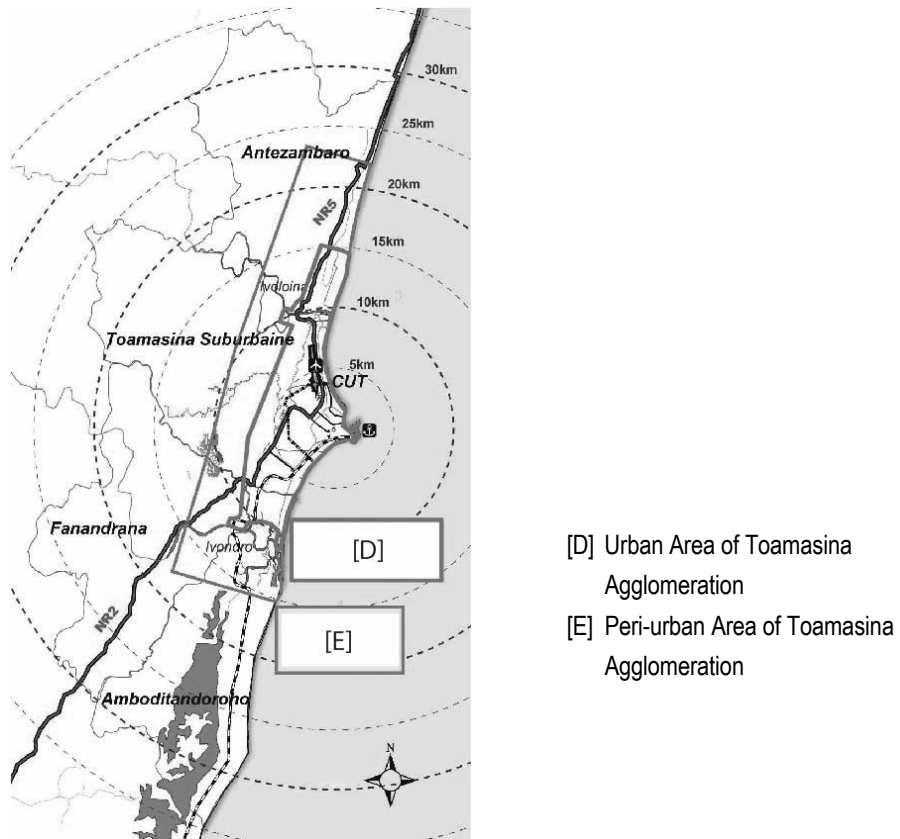 30km
25km
Antezambaro
20km
NR5
15km
Ivoloina
10km
Toamasina Suburbaine
5km
CUT
Fanandrana
Ivondro
[D]
[E]
NR2
Amboditandoroho
N
[D] Urban Area of Toamasina
Agglomeration
[E] Peri-urban Area of Toamasina
Agglomeration